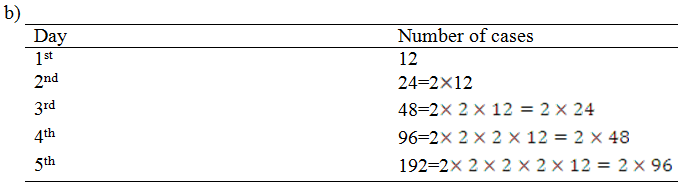 b)
Day Number of cases
1st 12
2nd 24=2×12
3rd 48=2× 2 × 12 = 2 × 24
4th 96=2× 2 × 2 × 12 = 2 × 48
5th 192=2× 2 × 2 × 2 × 12 = 2 × 96